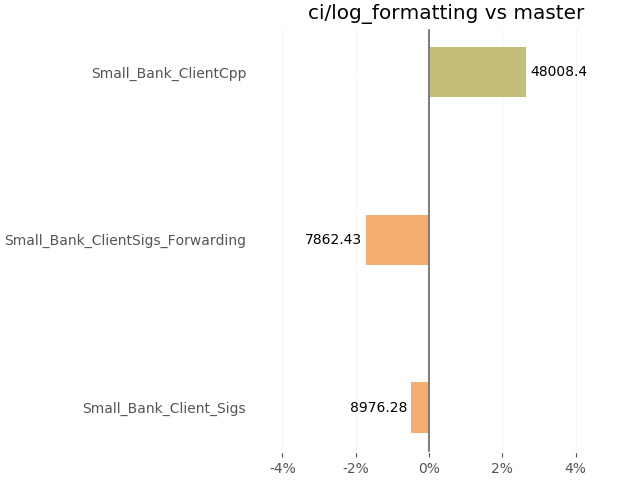 ci/log_formatting vs master
Small_Bank_ClientCpp
48008.4
Small_Bank_ClientSigs_Forwarding
7862.43
Small_Bank_Client_Sigs
8976.28
-4%
-2%
0%
2%
4%